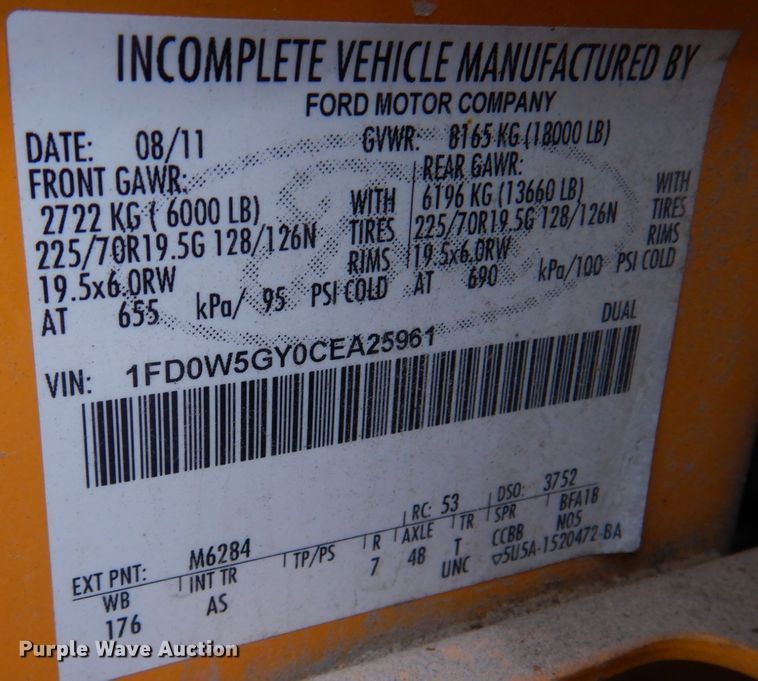 INCOMPLETE VEHICLE MANUFACTURED BY
FORD MOTOR COMPANY
DATE: 08/11 GVWR: 8165 KG (18000 LB)
FRONT GAWR: REAR GAWR:
2722 KG ( 6000 LB) WITH 6196 KG (13660 LB) WITH
225/70R19.5G 128/126N TIRES 225/70R19.5G 128/126N TIRES
19.5x6.0RW RIMS 19.5x6.0RW RIMS
AT 655 kPa/ 95 PSI COLD AT 690 kPa/100 PSI COLD
DUAL
VIN: 1FD0W5GY0CEA25961
EXT PNT: M6284 RC: 53 DSO: 3752
WB INT TR TP/PS R AXLE TR SPR BFA18
176 AS 7 48 T CCBB N05
UNC ▽5U5A-1520472-BA
Purple Wave Auction